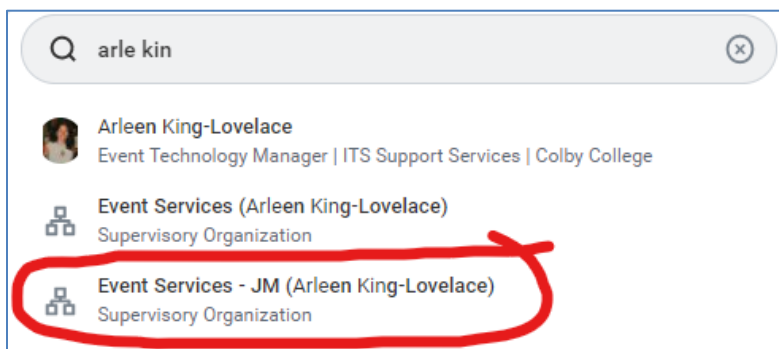 arle kin
Arleen King-Lovelace
Event Technology Manager | ITS Support Services | Colby College
Event Services (Arleen King-Lovelace)
Supervisory Organization
Event Services - JM (Arleen King-Lovelace)
Supervisory Organization